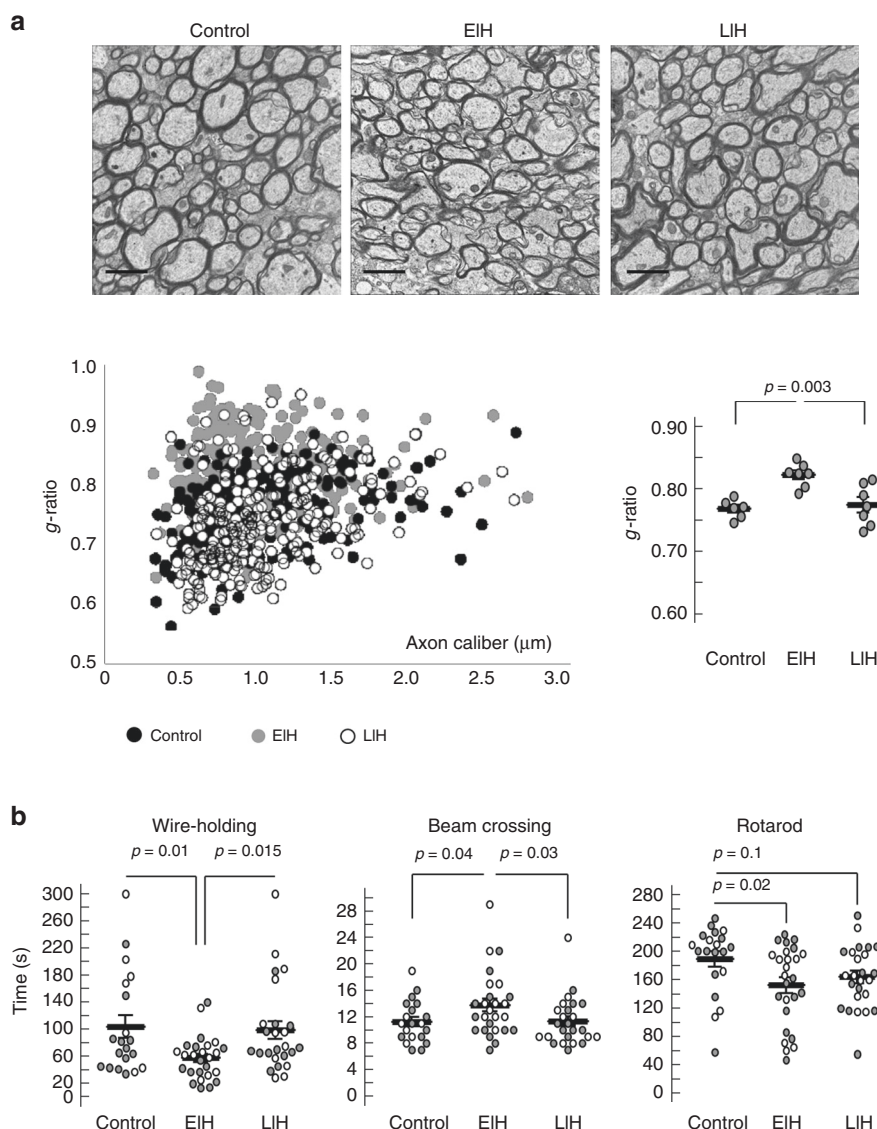 a
Control
EIH
LIH
1.0
0.9
0.8
0.7
0.6
0.5
g-ratio
Axon caliber (μm)
0 0.5 1.0 1.5 2.0 2.5 3.0
Control EIH LIH
p = 0.003
0.90
0.80
0.70
0.60
g-ratio
Control EIH LIH
b
Wire-holding
p = 0.01 p = 0.015
300
260
220
180
140
100
60
20
0
Time (s)
Control EIH LIH
Beam crossing
p = 0.04 p = 0.03
28
24
20
16
12
8
4
0
Control EIH LIH
Rotarod
p = 0.1
p = 0.02
280
240
200
160
120
80
40
0
Control EIH LIH